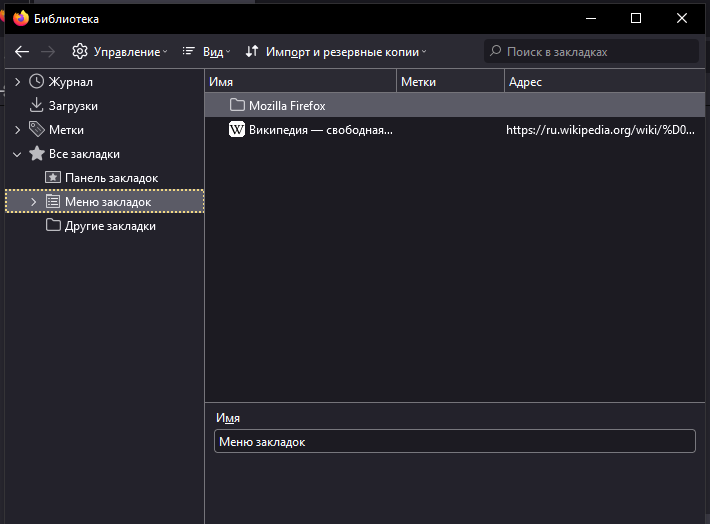 Библиотека
Управление Вид Импорт и резервные копии Поиск в закладках
Журнал
Загрузки
Метки
Все закладки
Панель закладок
Меню закладок
Другие закладки
Имя Метки Адрес
Mozilla Firefox
Википедия — свободная... https://ru.wikipedia.org/wiki/%D0...
Имя
Меню закладок